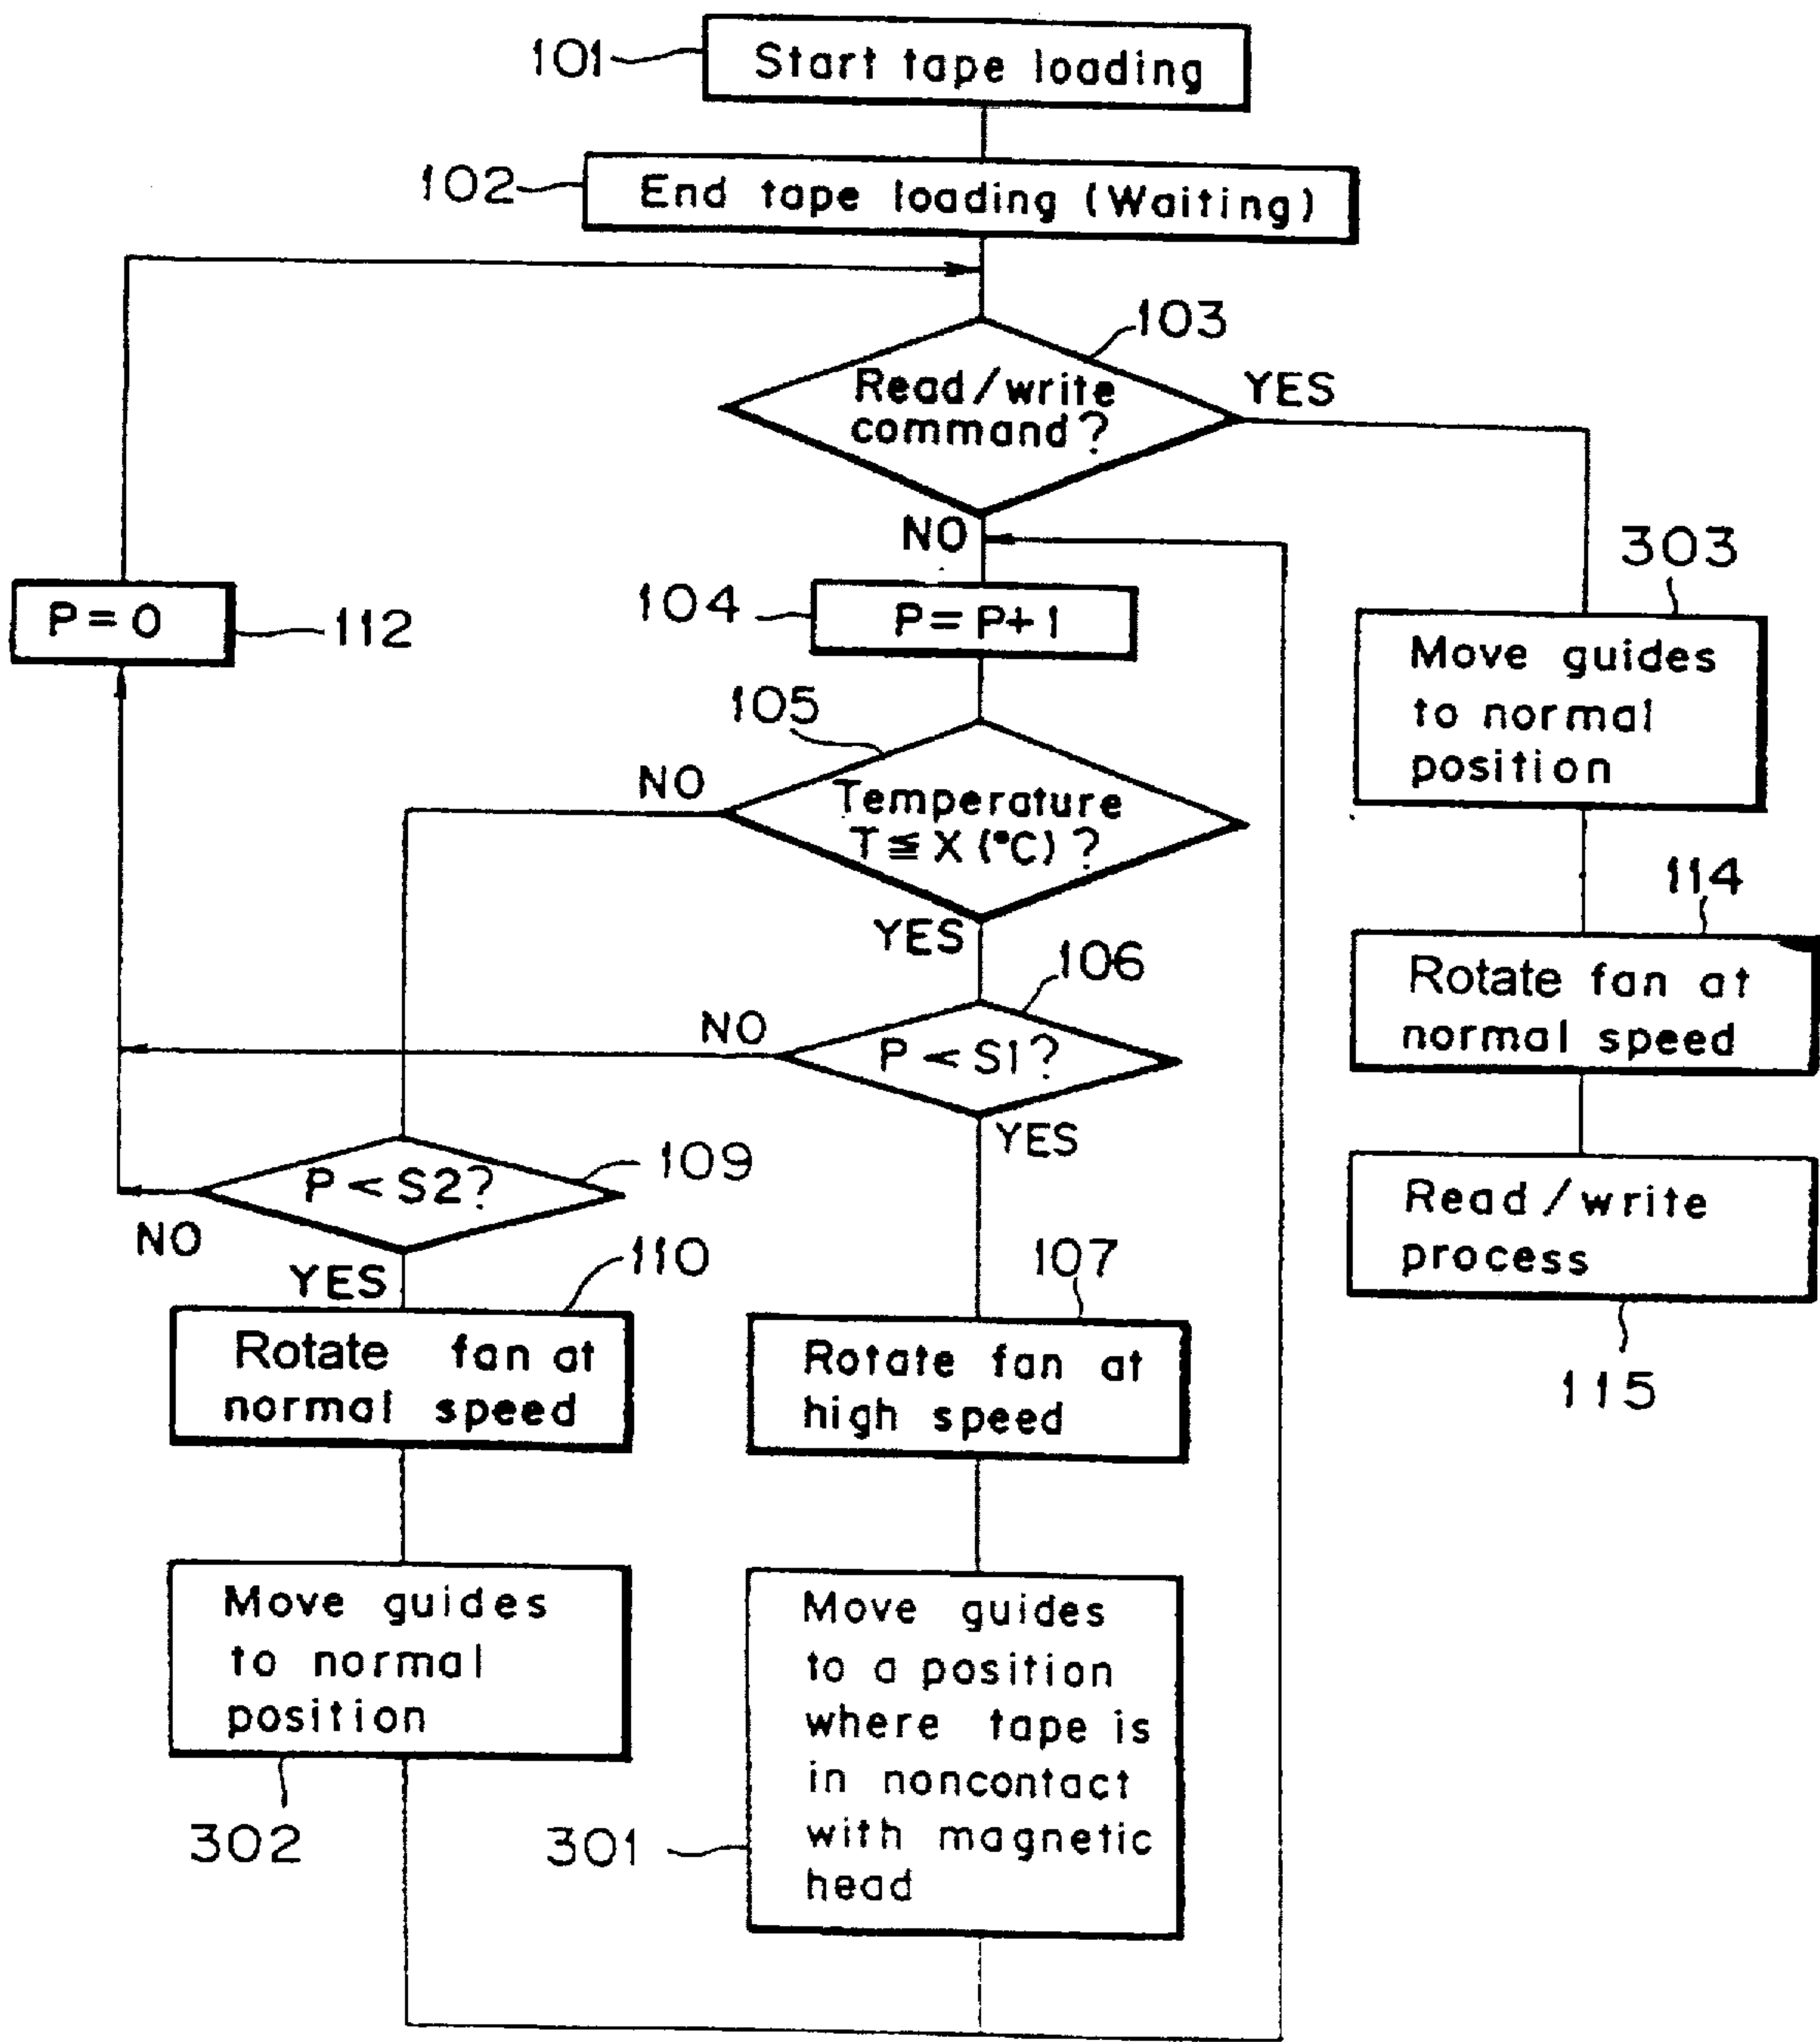 101
Start tape loading
102
End tape loading (Waiting)
103
Read/write
command?
YES
NO
303
P = 0
112
104
P = P+1
Move guides
to normal
position
105
NO
Temperature
T ≦ X (°C) ?
YES
114
Rotate fan at
normal speed
106
NO
P < S1?
YES
109
P < S2?
NO
YES
Read/write
process
115
110
Rotate fan at
normal speed
107
Rotate fan at
high speed
Move guides
to normal
position
302
Move guides
to a position
where tape is
in noncontact
with magnetic
head
301